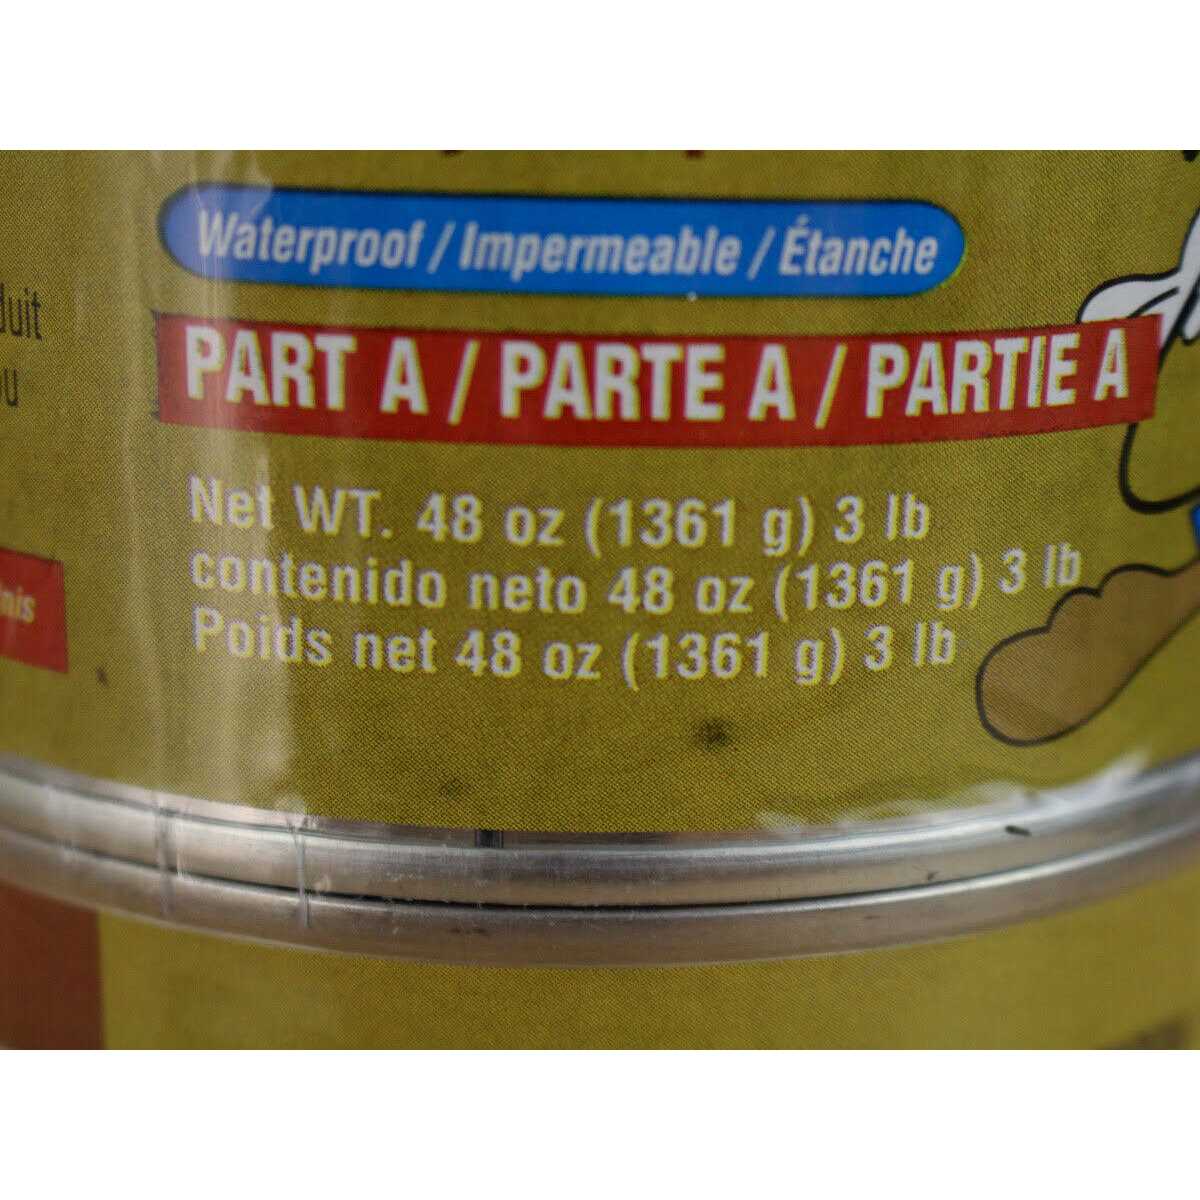 Waterproof / Impermeable / Étanche
PART A / PARTE A / PARTIE A
Net WT. 48 oz (1361 g) 3 lb
contenido neto 48 oz (1361 g) 3 lb
Poids net 48 oz (1361 g) 3 lb